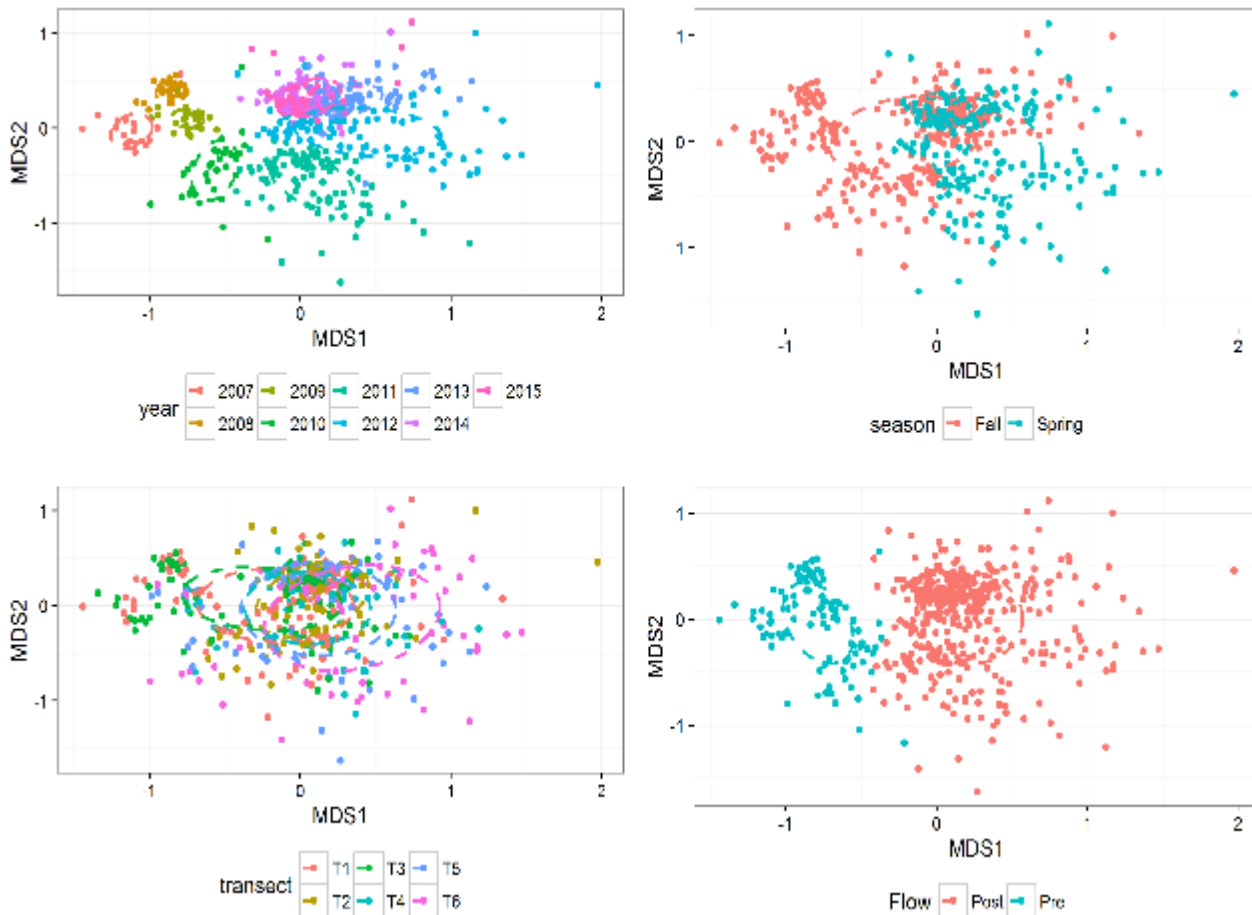 MDS2
1
0
-1
-1 0 1 2
MDS1
year
2007 2009 2011 2013 2015
2008 2010 2012 2014
MDS2
1
0
1
-1 0 1 2
MDS1
season Fall Spring
MDS2
1
0
-1
-1 0 1 2
MDS1
transect
T1 T3 T5
T2 T4 T6
MDS2
1
0
-1
-1 0 1 2
MDS1
Flow Post Pre